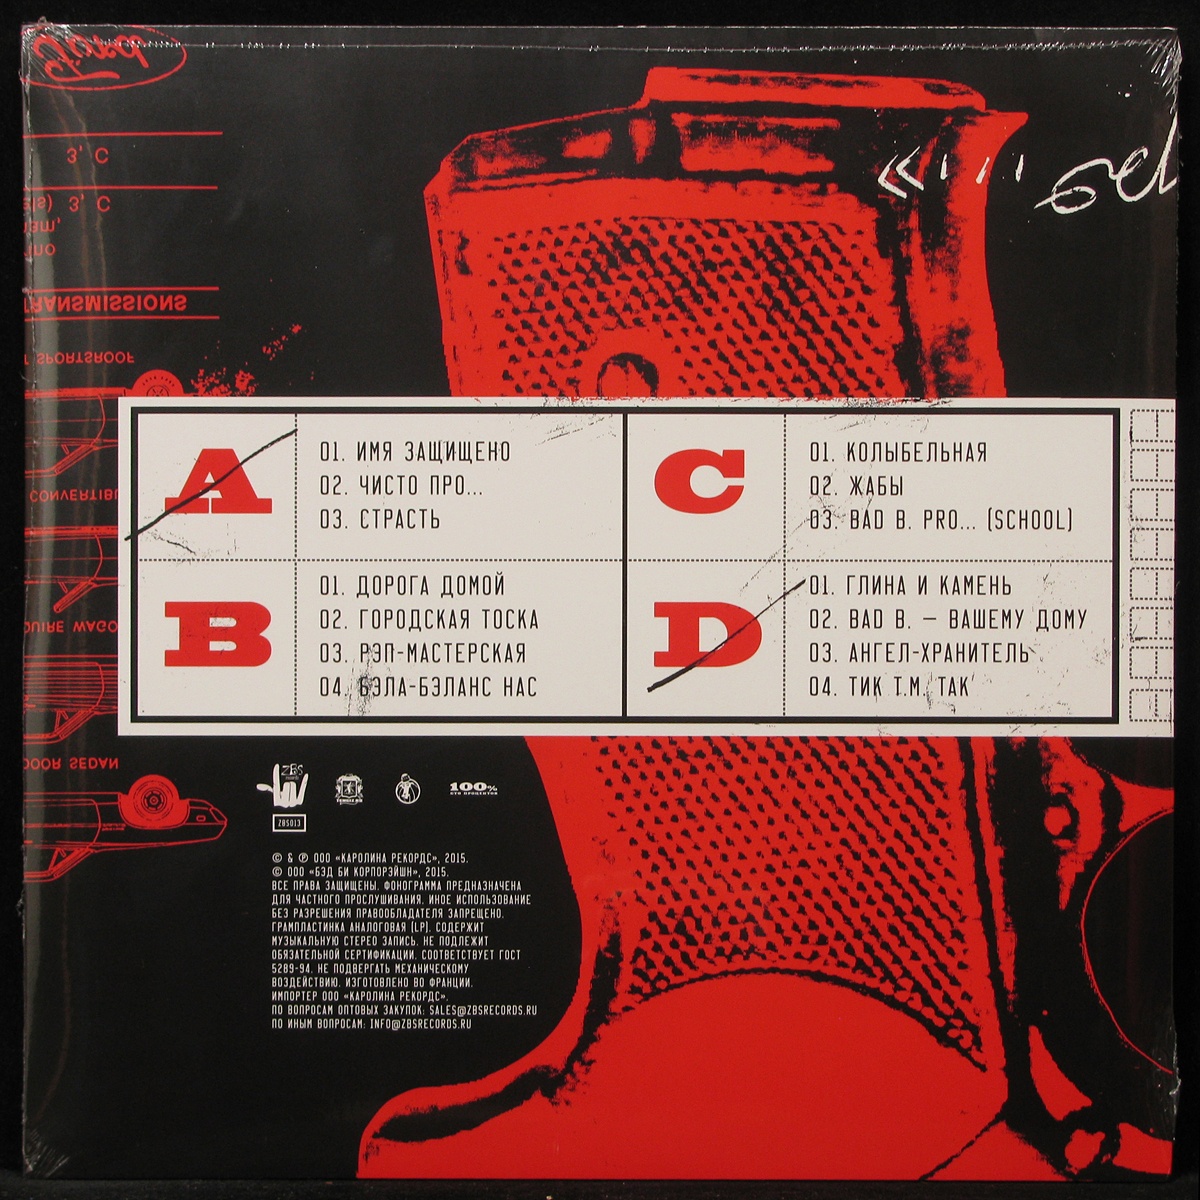 Ford
3, C
3, C
TRANSMISSIONS
SPORTSROOF
A
01. ИМЯ ЗАЩИЩЕНО
02. ЧИСТО ПРО...
03. СТРАСТЬ
B
01. ДОРОГА ДОМОЙ
02. ГОРОДСКАЯ ТОСКА
03. РЭП-МАСТЕРСКАЯ
04. БЭЛА-БЭЛАНС НАС
C
01. КОЛЫБЕЛЬНАЯ
02. ЖАБЫ
03. BAD B. PRO... (SCHOOL)
D
01. ГЛИНА И КАМЕНЬ
02. BAD B. – ВАШЕМУ ДОМУ
03. АНГЕЛ-ХРАНИТЕЛЬ
04. ТИК Т.М. ТАК
DOOR SEDAN
ZBS
100%
СТО ПРОЦЕНТОВ
ZBS013
© & ℗ ООО «КАРОЛИНА РЕКОРДС», 2015.
© ООО «БЭД БИ КОРПОРЭЙШН», 2015.
ВСЕ ПРАВА ЗАЩИЩЕНЫ. ФОНОГРАММА ПРЕДНАЗНАЧЕНА
ДЛЯ ЧАСТНОГО ПРОСЛУШИВАНИЯ. ИНОЕ ИСПОЛЬЗОВАНИЕ
БЕЗ РАЗРЕШЕНИЯ ПРАВООБЛАДАТЕЛЯ ЗАПРЕЩЕНО.
ГРАМПЛАСТИНКА АНАЛОГОВАЯ (LP). СОДЕРЖИТ
МУЗЫКАЛЬНУЮ СТЕРЕО ЗАПИСЬ. НЕ ПОДЛЕЖИТ
ОБЯЗАТЕЛЬНОЙ СЕРТИФИКАЦИИ. СООТВЕТСТВУЕТ ГОСТ
5289-94. НЕ ПОДВЕРГАТЬ МЕХАНИЧЕСКОМУ
ВОЗДЕЙСТВИЮ. ИЗГОТОВЛЕНО ВО ФРАНЦИИ.
ИМПОРТЕР ООО «КАРОЛИНА РЕКОРДС».
ПО ВОПРОСАМ ОПТОВЫХ ЗАКУПОК: SALES@ZBSRECORDS.RU
ПО ИНЫМ ВОПРОСАМ: INFO@ZBSRECORDS.RU